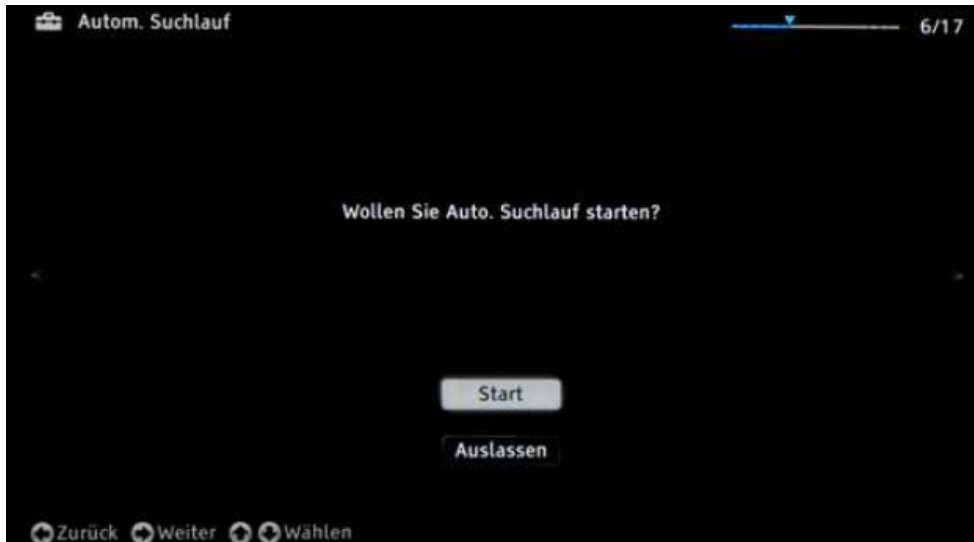 Autom. Suchlauf
6/17
Wollen Sie Auto. Suchlauf starten?
Start
Auslassen
Zurück Weiter Wählen